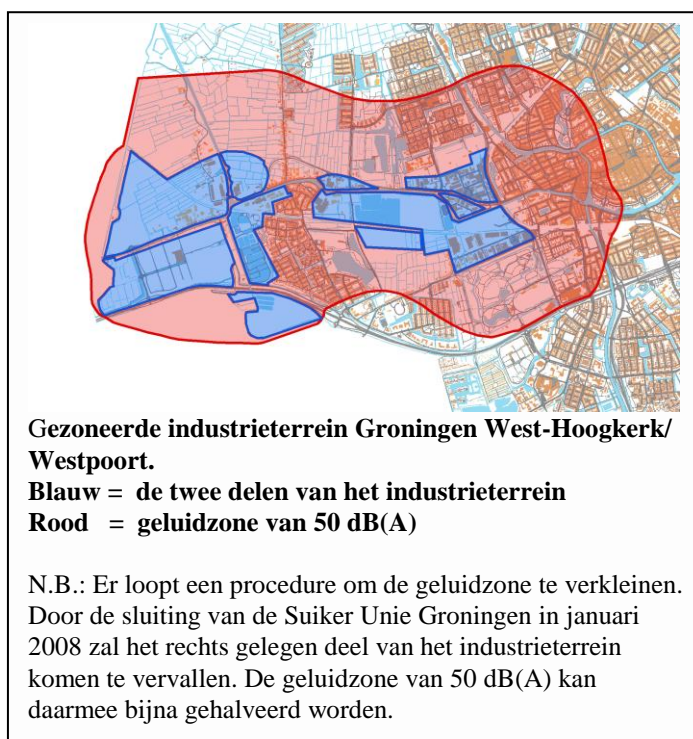 Gezoneerde industrieterrein Groningen West-Hoogkerk/
Westpoort.
Blauw = de twee delen van het industrieterrein
Rood = geluidzone van 50 dB(A)
N.B.: Er loopt een procedure om de geluidzone te verkleinen.
Door de sluiting van de Suiker Unie Groningen in januari
2008 zal het rechts gelegen deel van het industrieterrein
komen te vervallen. De geluidzone van 50 dB(A) kan
daarmee bijna gehalveerd worden.